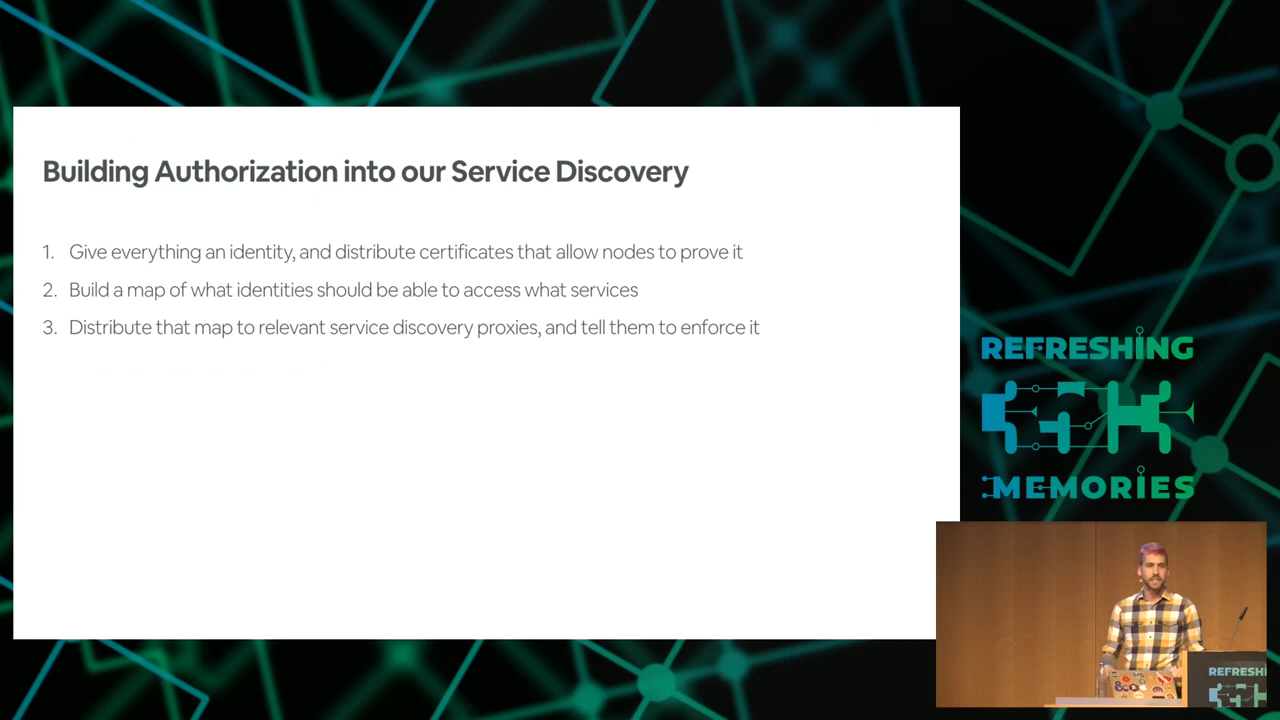 Building Authorization into our Service Discovery
1. Give everything an identity, and distribute certificates that allow nodes to prove it
2. Build a map of what identities should be able to access what services
3. Distribute that map to relevant service discovery proxies, and tell them to enforce it
REFRESHING
MEMORIES
REFRESHI